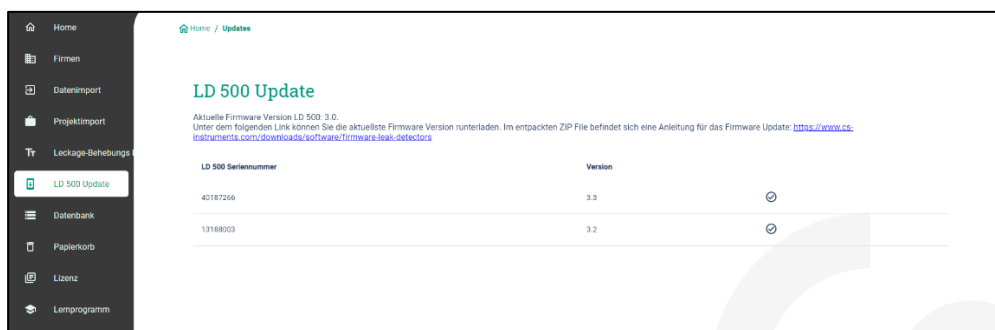 Home
Firmen
Datenimport
Projektimport
Leckage-Behebungs
LD 500 Update
Datenbank
Papierkorb
Lizenz
Lernprogramm
Home / Updates
LD 500 Update
Aktuelle Firmware Version LD 500: 3.0.
Unter dem folgenden Link können Sie die aktuellste Firmware Version runterladen. Im entpackten ZIP File befindet sich eine Anleitung für das Firmware Update: https://www.cs-
instruments.com/downloads/software/firmware-leak-detectors
LD 500 Seriennummer Version
40187266 3.3
13188003 3.2